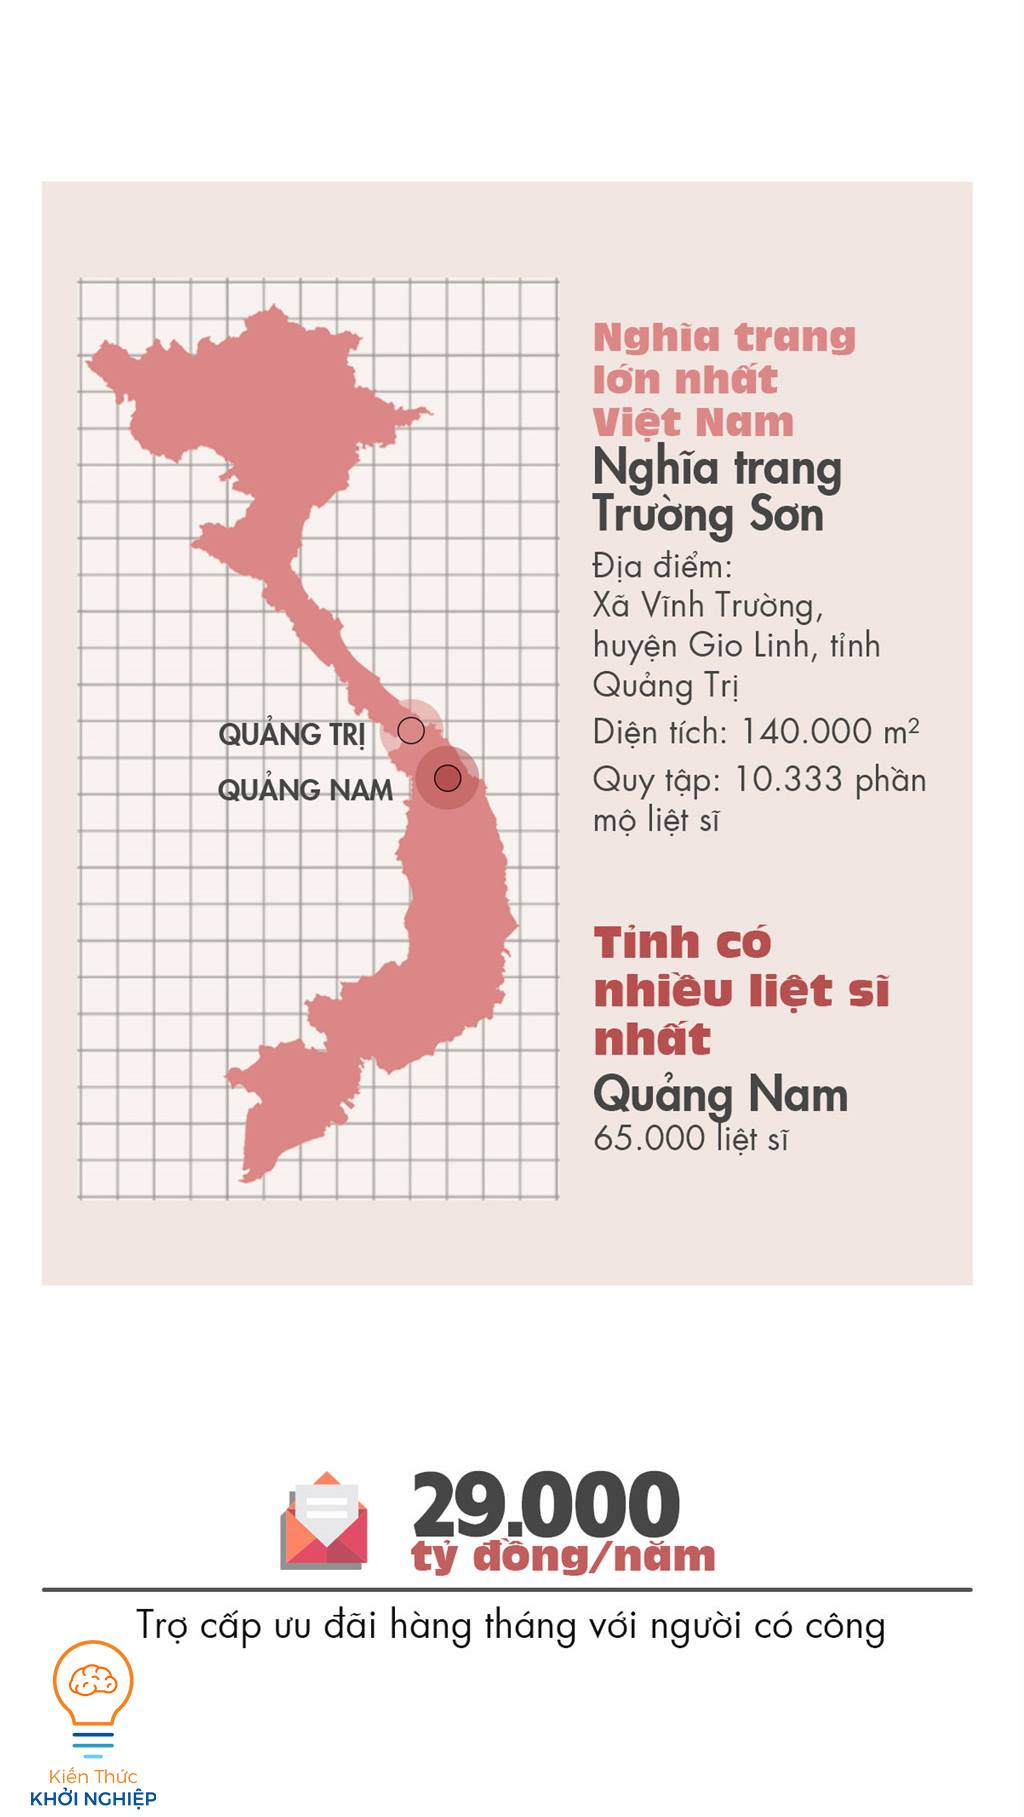 Nghĩa trang
lớn nhất
Việt Nam
Nghĩa trang
Trường Sơn
Địa điểm:
Xã Vĩnh Trường,
huyện Gio Linh, tỉnh
Quảng Trị
Diện tích: 140.000 m²
Quy tập: 10.333 phần
mộ liệt sĩ
QUẢNG TRỊ
QUẢNG NAM
Tỉnh có
nhiều liệt sĩ
nhất
Quảng Nam
65.000 liệt sĩ
29.000
tỷ đồng/năm
Trợ cấp ưu đãi hàng tháng với người có công
Kiến Thức
KHỞI NGHIỆP